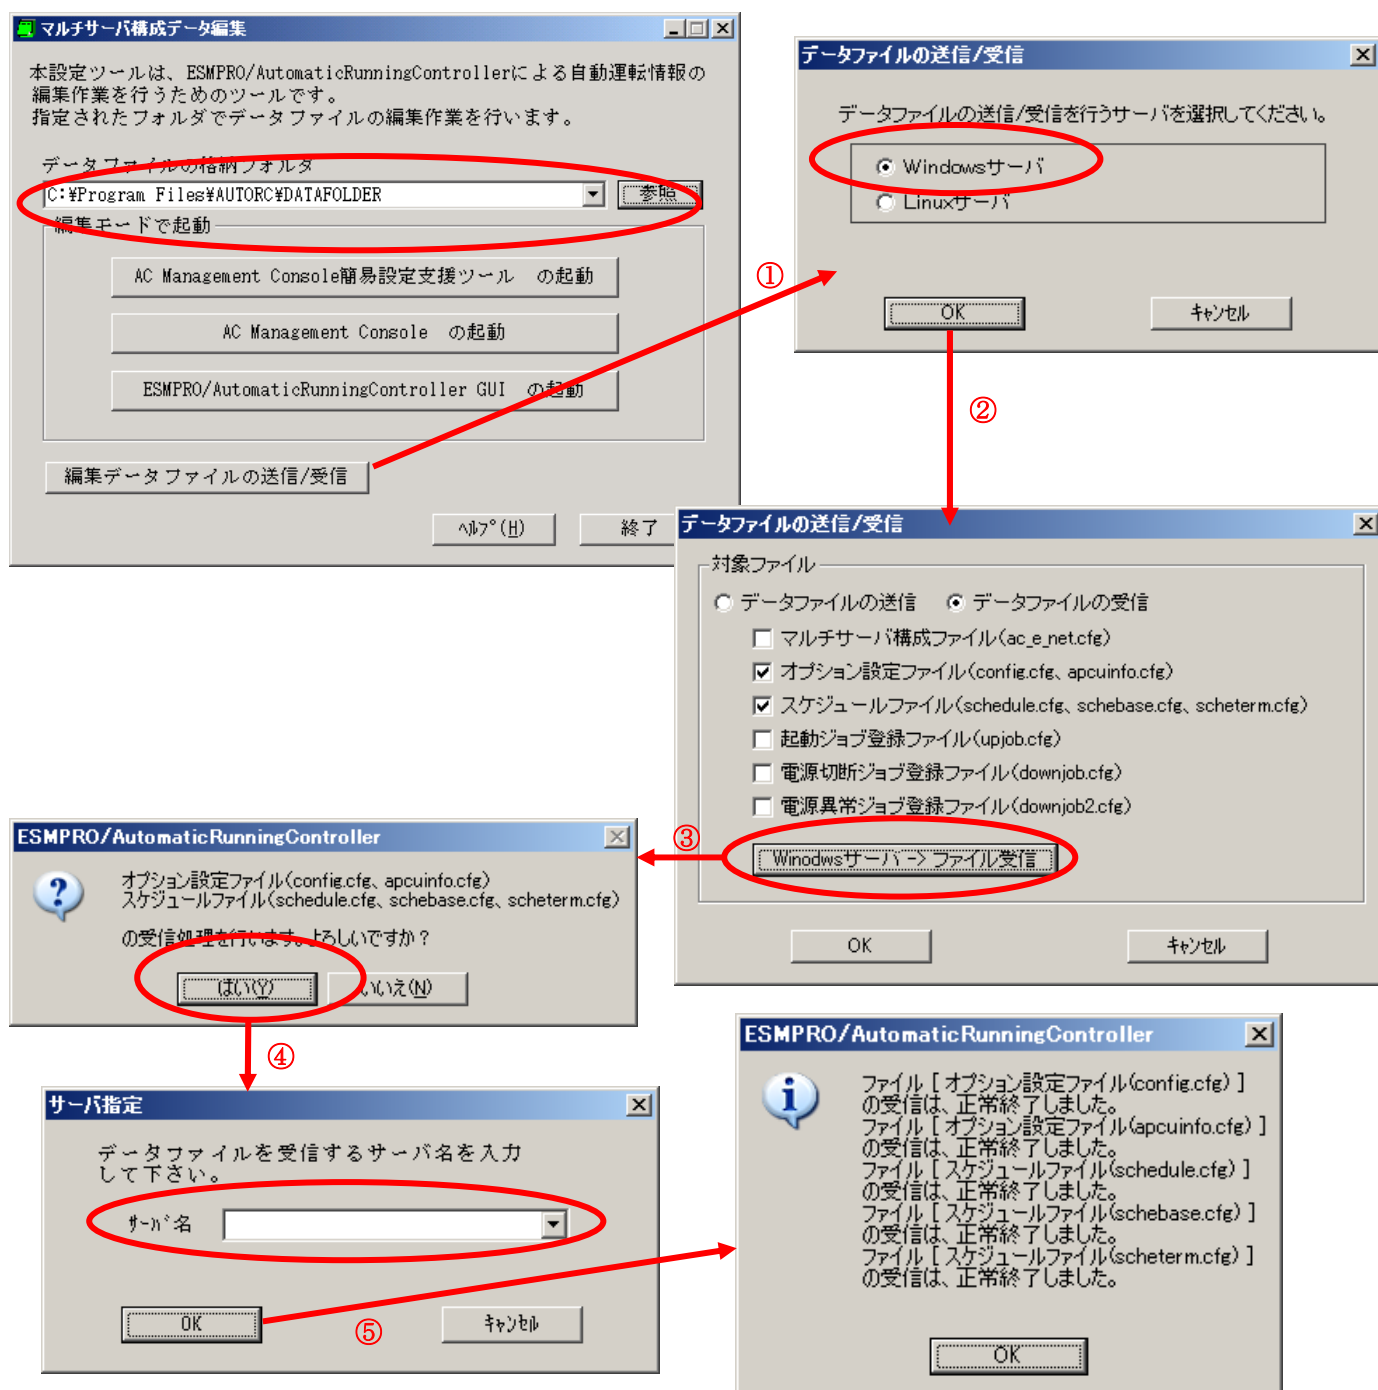 マルチサーバ構成データ編集
本設定ツールは、ESMPRO/AutomaticRunningControllerによる自動運転情報の
編集作業を行うためのツールです。
指定されたフォルダでデータファイルの編集作業を行います。
データファイルの格納フォルダ
C:¥Program Files¥AUTORC¥DATAFOLDER
参照
編集モードで起動
AC Management Console簡易設定支援ツール の起動
AC Management Console の起動
ESMPRO/AutomaticRunningController GUI の起動
編集データファイルの送信/受信
ヘルプ(H)
終了
①
データファイルの送信/受信
データファイルの送信/受信を行うサーバを選択してください。
Windowsサーバ
Linuxサーバ
OK
キャンセル
②
データファイルの送信/受信
対象ファイル
データファイルの送信
データファイルの受信
マルチサーバ構成ファイル(ac_e_net.cfg)
オプション設定ファイル(config.cfg、apcuinfo.cfg)
スケジュールファイル(schedule.cfg、schebase.cfg、scheterm.cfg)
起動ジョブ登録ファイル(upjob.cfg)
電源切断ジョブ登録ファイル(downjob.cfg)
電源異常ジョブ登録ファイル(downjob2.cfg)
Winodwsサーバ -> ファイル受信
OK
キャンセル
③
ESMPRO/AutomaticRunningController
オプション設定ファイル(config.cfg、apcuinfo.cfg)
スケジュールファイル(schedule.cfg、schebase.cfg、scheterm.cfg)
の受信処理を行います。よろしいですか？
はい(Y)
いいえ(N)
④
サーバ指定
データファイルを受信するサーバ名を入力
して下さい。
サーバ名
OK
キャンセル
⑤
ESMPRO/AutomaticRunningController
ファイル [ オプション設定ファイル(config.cfg) ]
の受信は、正常終了しました。
ファイル [ オプション設定ファイル(apcuinfo.cfg) ]
の受信は、正常終了しました。
ファイル [ スケジュールファイル(schedule.cfg) ]
の受信は、正常終了しました。
ファイル [ スケジュールファイル(schebase.cfg) ]
の受信は、正常終了しました。
ファイル [ スケジュールファイル(scheterm.cfg) ]
の受信は、正常終了しました。
OK